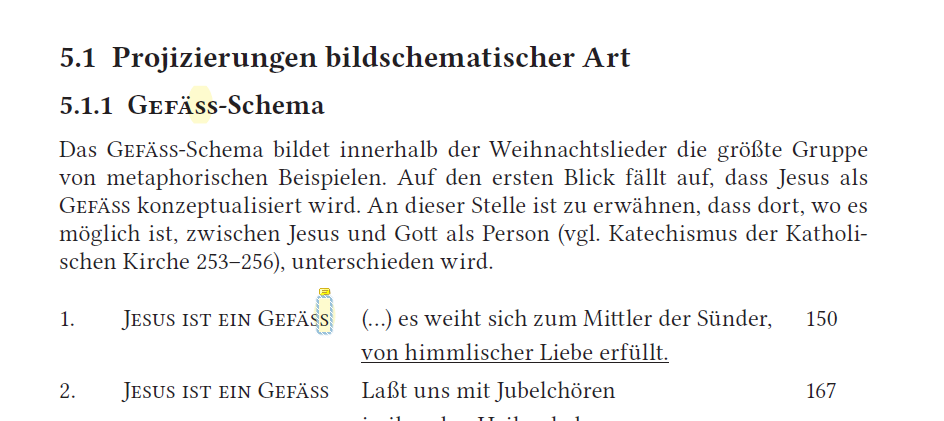 5.1 Projizierungen bildschematischer Art
5.1.1 GEFÄSS-Schema
Das GEFÄSS-Schema bildet innerhalb der Weihnachtslieder die größte Gruppe
von metaphorischen Beispielen. Auf den ersten Blick fällt auf, dass Jesus als
GEFÄSS konzeptualisiert wird. An dieser Stelle ist zu erwähnen, dass dort, wo es
möglich ist, zwischen Jesus und Gott als Person (vgl. Katechismus der Katholi-
schen Kirche 253–256), unterschieden wird.
1. JESUS IST EIN GEFÄSS (…) es weiht sich zum Mittler der Sünder, 150
von himmlischer Liebe erfüllt.
2. JESUS IST EIN GEFÄSS Laßt uns mit Jubelchören 167